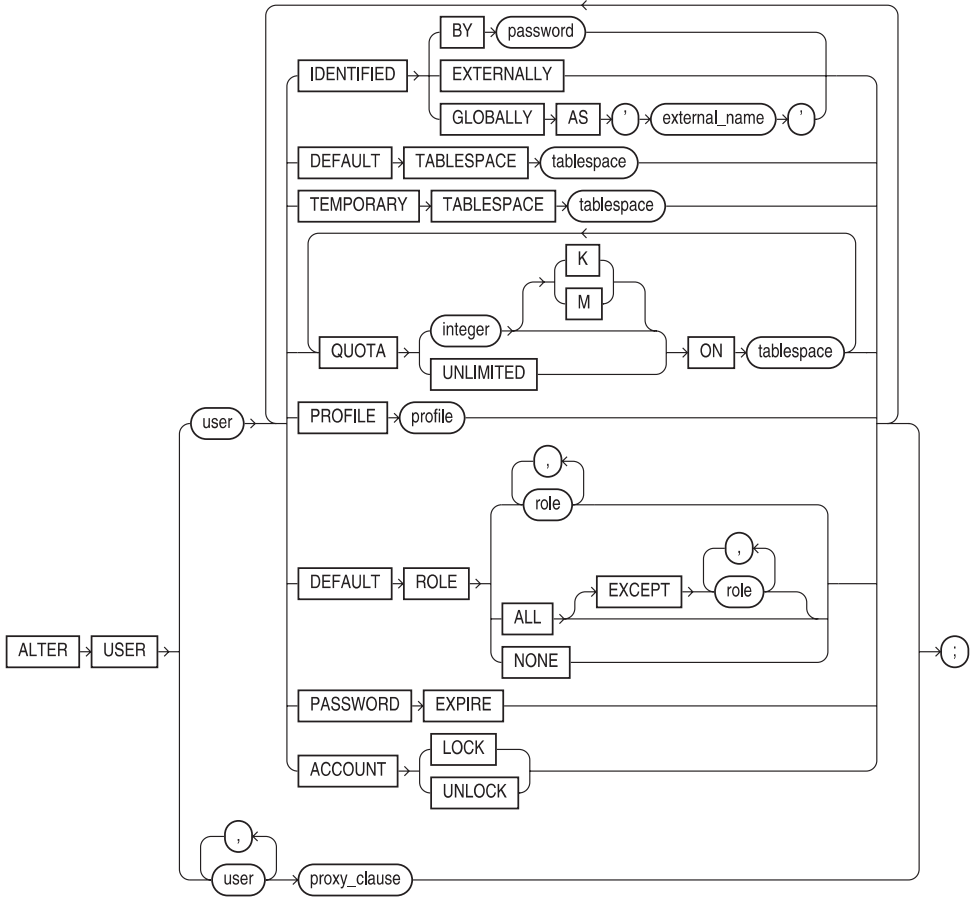 BY password
IDENTIFIED EXTERNALLY
GLOBALLY AS ' external_name '
DEFAULT TABLESPACE tablespace
TEMPORARY TABLESPACE tablespace
K
M
integer
QUOTA ON tablespace
UNLIMITED
user PROFILE profile
,
role
,
DEFAULT ROLE EXCEPT role
ALL
ALTER USER ;
NONE
PASSWORD EXPIRE
LOCK
ACCOUNT
UNLOCK
,
user proxy_clause